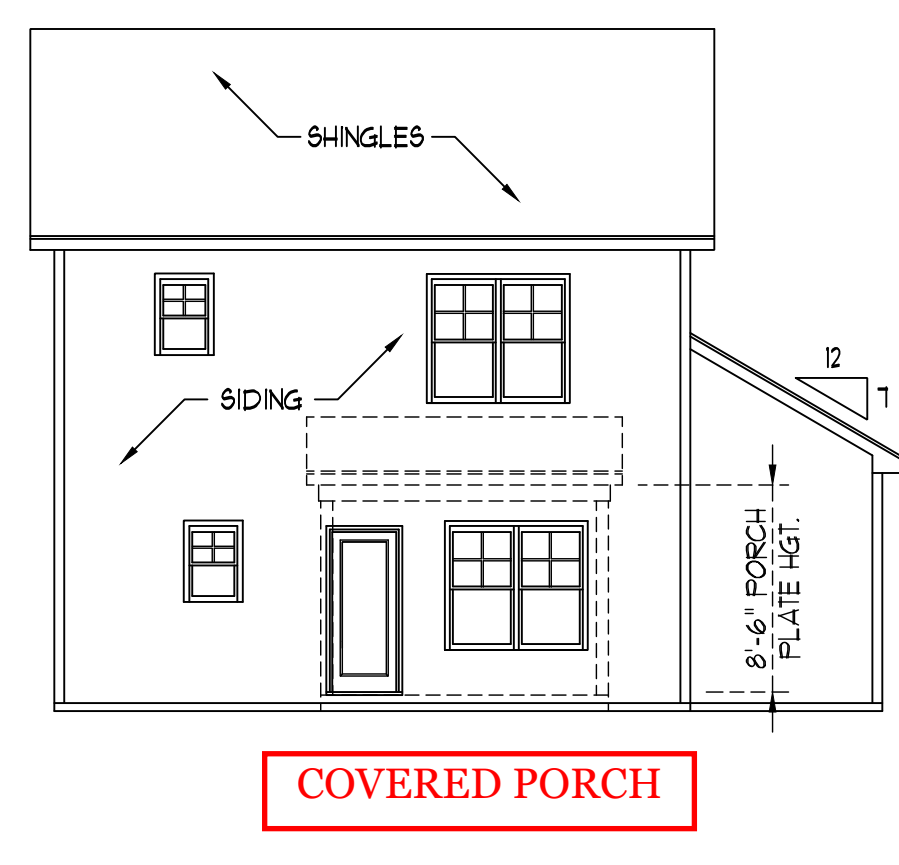 SHINGLES
12
7
SIDING
8'-6" PORCH
PLATE HGT.
COVERED PORCH